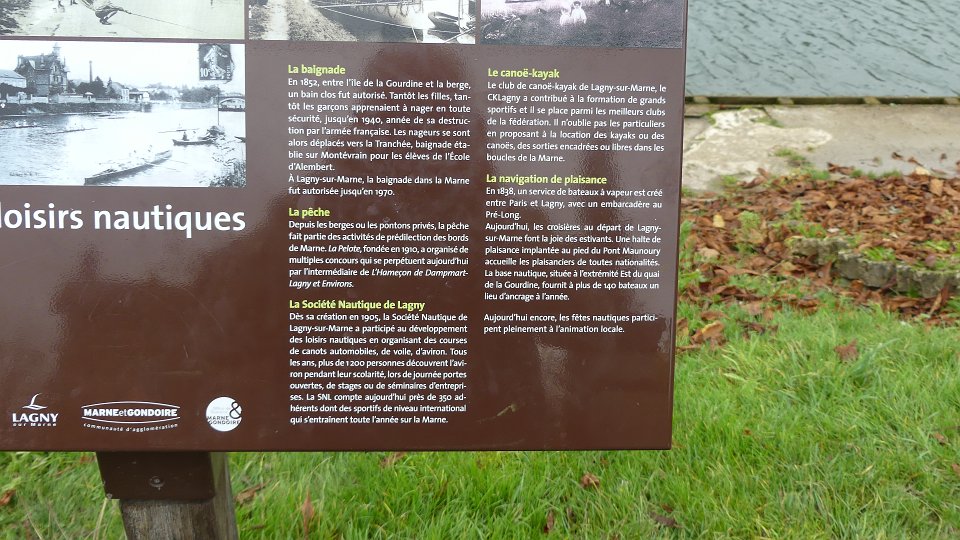 loisirs nautiques
La baignade
En 1852, entre l'île de la Gourdine et la berge,
un bain clos fut autorisé. Tantôt les filles, tan-
tôt les garçons apprenaient à nager en toute
sécurité, jusqu'en 1940, année de sa destruc-
tion par l'armée française. Les nageurs se sont
alors déplacés vers la Tranchée, baignade éta-
blie sur Montévrain pour les élèves de l'École
d'Alembert.
À Lagny-sur-Marne, la baignade dans la Marne
fut autorisée jusqu'en 1970.
La pêche
Depuis les berges ou les pontons privés, la pêche
fait partie des activités de prédilection des bords
de Marne. La Pelote, fondée en 1910, a organisé de
multiples concours qui se perpétuent aujourd'hui
par l'intermédiaire de L'Hameçon de Dampmart-
Lagny et Environs.
La Société Nautique de Lagny
Dès sa création en 1905, la Société Nautique de
Lagny-sur-Marne a participé au développement
des loisirs nautiques en organisant des courses
de canots automobiles, de voile, d'aviron. Tous
les ans, plus de 1 200 personnes découvrent l'avi-
ron pendant leur scolarité, lors de journée portes
ouvertes, de stages ou de séminaires d'entrepri-
ses. La SNL compte aujourd'hui près de 350 ad-
hérents dont des sportifs de niveau international
qui s'entraînent toute l'année sur la Marne.
Le canoë-kayak
Le club de canoë-kayak de Lagny-sur-Marne, le
CKLagny a contribué à la formation de grands
sportifs et il se place parmi les meilleurs clubs
de la fédération. Il n'oublie pas les particuliers
en proposant à la location des kayaks ou des
canoës, des sorties encadrées ou libres dans les
boucles de la Marne.
La navigation de plaisance
En 1838, un service de bateaux à vapeur est créé
entre Paris et Lagny, avec un embarcadère au
Pré-Long.
Aujourd'hui, les croisières au départ de Lagny-
sur-Marne font la joie des estivants. Une halte de
plaisance implantée au pied du Pont Maunoury
accueille les plaisanciers de toutes nationalités.
La base nautique, située à l'extrémité Est du quai
de la Gourdine, fournit à plus de 140 bateaux un
lieu d'ancrage à l'année.
Aujourd'hui encore, les fêtes nautiques partici-
pent pleinement à l'animation locale.
LAGNY
sur Marne
MARNE et GONDOIRE
communauté d'agglomération
&
MARNE
GONDOIRE